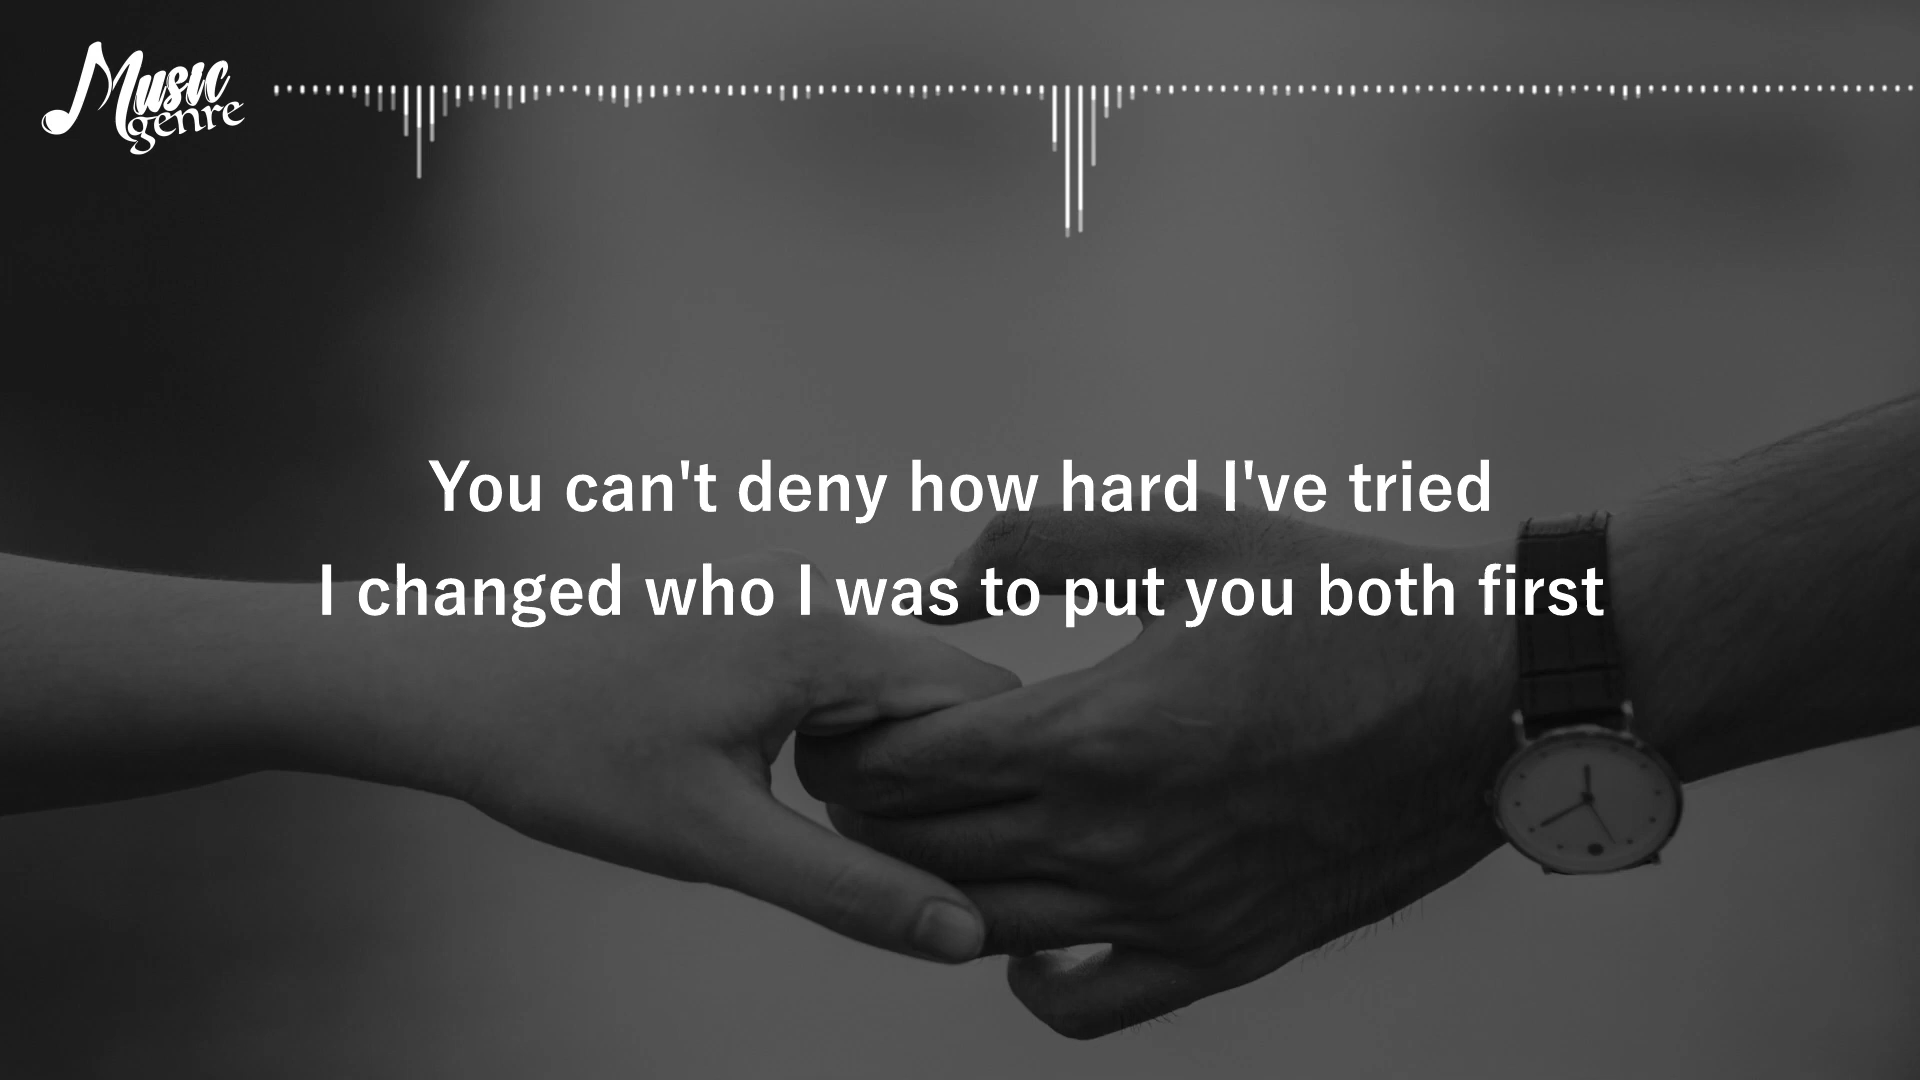 Music
genre
You can't deny how hard I've tried
I changed who I was to put you both first